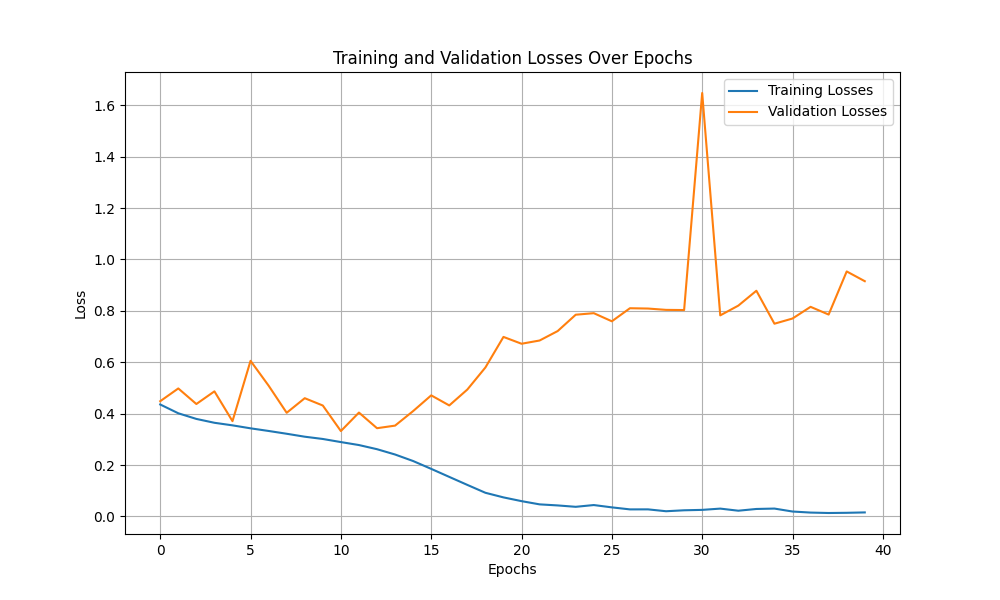 Training and Validation Losses Over Epochs
Training Losses
Validation Losses
1.6
1.4
1.2
1.0
0.8
0.6
0.4
0.2
0.0
Loss
0 5 10 15 20 25 30 35 40
Epochs